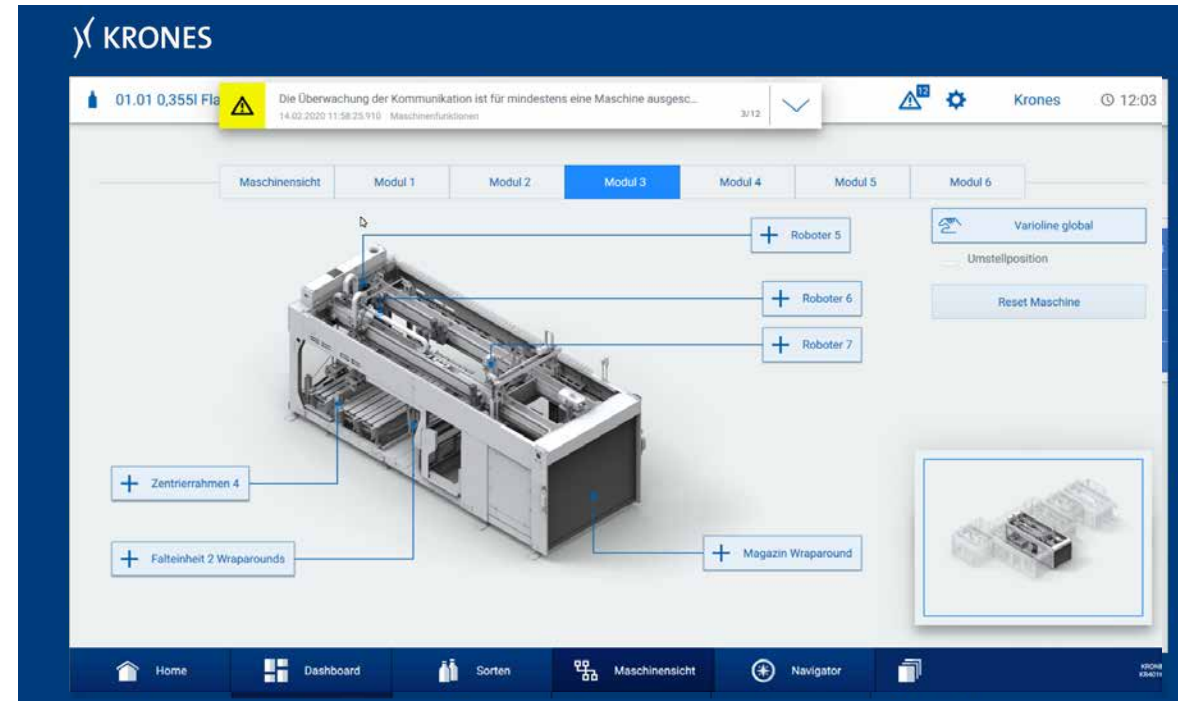 KRONES
01.01 0,355l Fla
Die Überwachung der Kommunikation ist für mindestens eine Maschine ausgesc...
14.02.2020 11:58:25.910 Maschinenfunktionen
3/12
12
Krones
12:03
Maschinensicht
Modul 1
Modul 2
Modul 3
Modul 4
Modul 5
Modul 6
Roboter 5
Varioline global
Umstellposition
Roboter 6
Reset Maschine
Roboter 7
Zentrierrahmen 4
Falteinheit 2 Wraparounds
Magazin Wraparound
Home
Dashboard
Sorten
Maschinensicht
Navigator